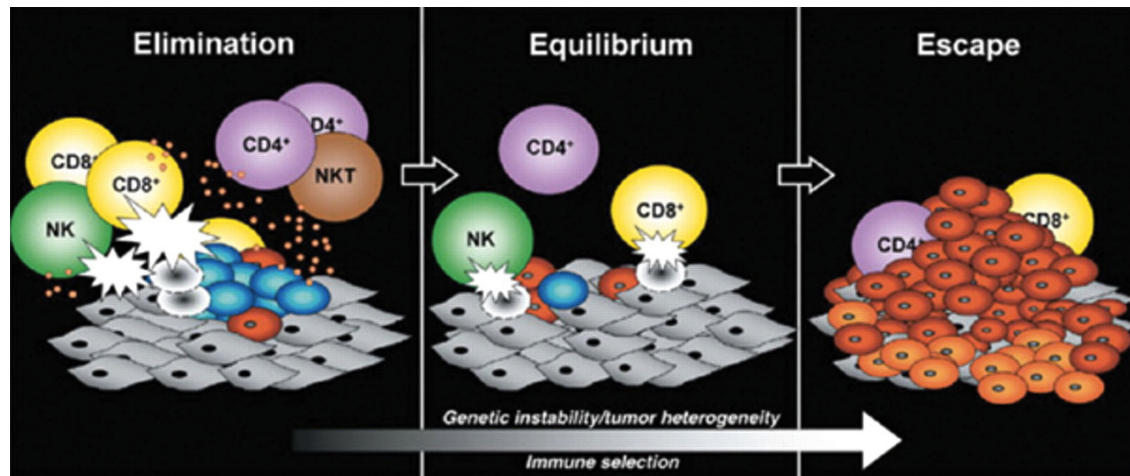 Elimination
Equilibrium
Escape
CD8
CD8+
NK
CD4+
D4+
NKT
CD4+
NK
CD8+
CD4
CD8+
Genetic instability/tumor heterogeneity
Immune selection